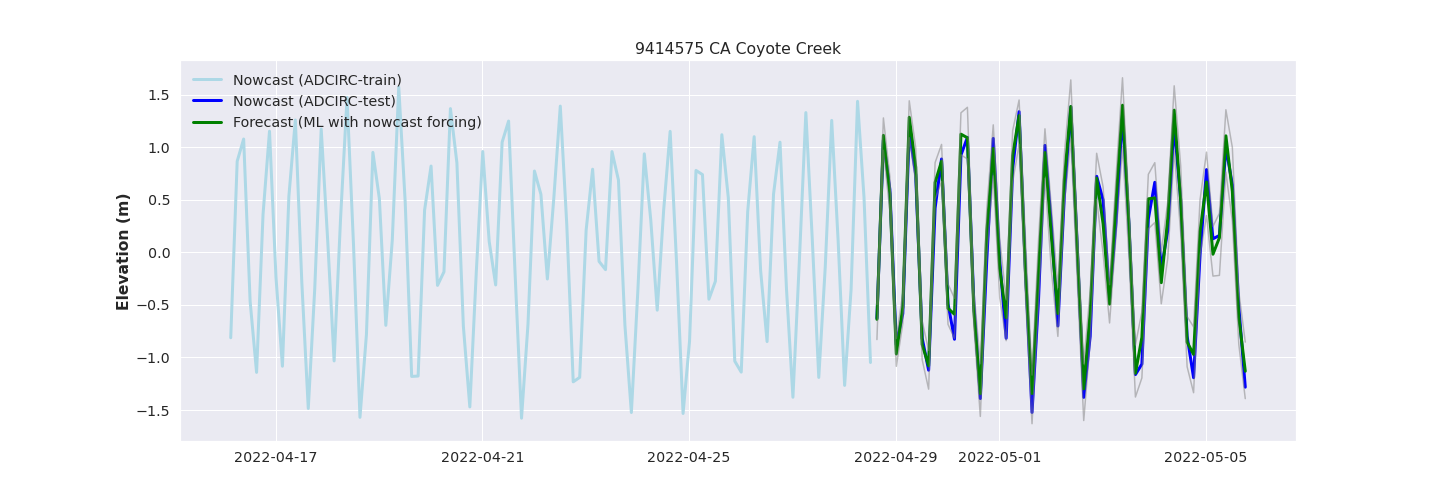 9414575 CA Coyote Creek
Nowcast (ADCIRC-train)
Nowcast (ADCIRC-test)
Forecast (ML with nowcast forcing)
Elevation (m)
1.5
1.0
0.5
0.0
−0.5
−1.0
−1.5
2022-04-17 2022-04-21 2022-04-25 2022-04-29 2022-05-01 2022-05-05